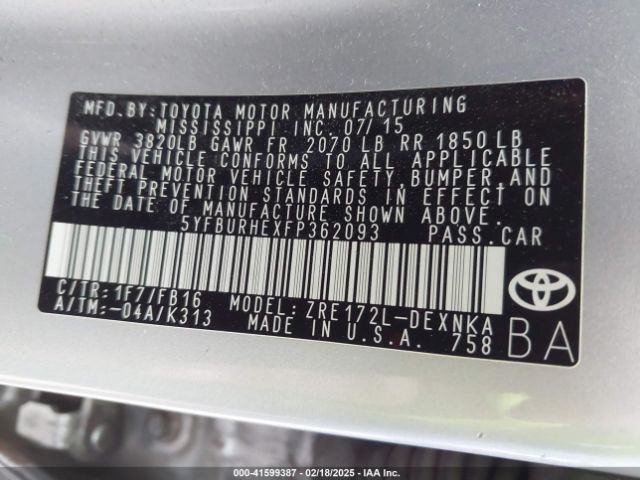 MFD.BY: TOYOTA MOTOR MANUFACTURING
MISSISSIPPI INC. 07/15
GVWR 3820LB GAWR FR 2070 LB RR 1850 LB
THIS VEHICLE CONFORMS TO ALL APPLICABLE
FEDERAL MOTOR VEHICLE SAFETY, BUMPER, AND
THEFT PREVENTION STANDARDS IN EFFECT ON
THE DATE OF MANUFACTURE SHOWN ABOVE.
5YFBURHEXFP362093 PASS.CAR
C/TR: 1F7/FB16 MODEL: ZRE172L-DEXNKA
A/TM: -04A/K313 MADE IN U.S.A. 758
BA
TOYOTA
000-41599387 | 02/18/2025 | IAA Inc.